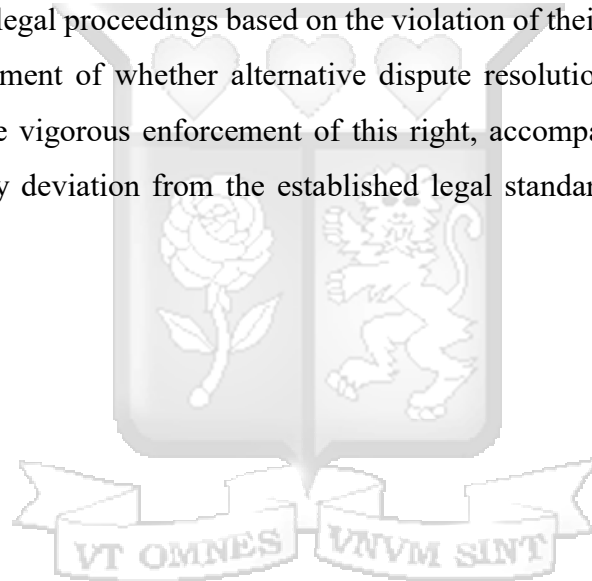 legal proceedings based on the violation of thei
ment of whether alternative dispute resolutio
e vigorous enforcement of this right, accompa
y deviation from the established legal standar
VT OMNES VNVM SINT